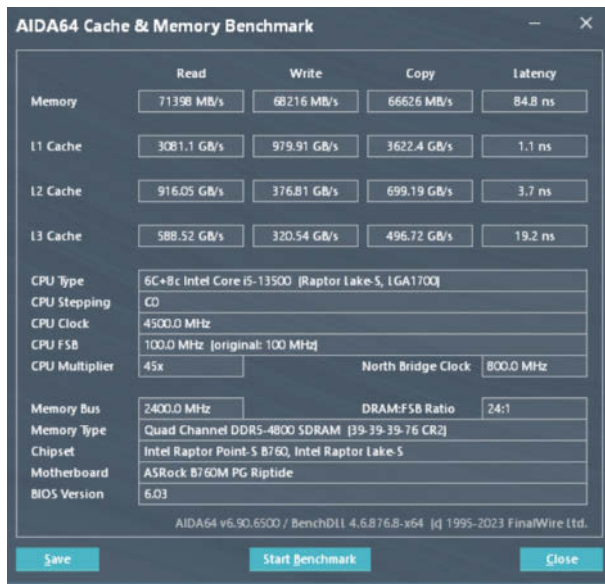 AIDA64 Cache & Memory Benchmark
Read Write Copy Latency
Memory 71398 MB/s 68216 MB/s 66626 MB/s 84.8 ns
L1 Cache 3081.1 GB/s 979.91 GB/s 3622.4 GB/s 1.1 ns
L2 Cache 916.05 GB/s 376.81 GB/s 699.19 GB/s 3.7 ns
L3 Cache 588.52 GB/s 320.54 GB/s 496.72 GB/s 19.2 ns
CPU Type 6C+8c Intel Core i5-13500 (Raptor Lake-S, LGA1700)
CPU Stepping C0
CPU Clock 4500.0 MHz
CPU FSB 100.0 MHz (original: 100 MHz)
CPU Multiplier 45x North Bridge Clock 800.0 MHz
Memory Bus 2400.0 MHz DRAM:FSB Ratio 24:1
Memory Type Quad Channel DDR5-4800 SDRAM (39-39-39-76 CR2)
Chipset Intel Raptor Point-S B760, Intel Raptor Lake-S
Motherboard ASRock B760M PG Riptide
BIOS Version 6.03
AIDA64 v6.90.6500 / BenchDLL 4.6.876.8-x64 (c) 1995-2023 FinalWire Ltd.
Save Start Benchmark Close